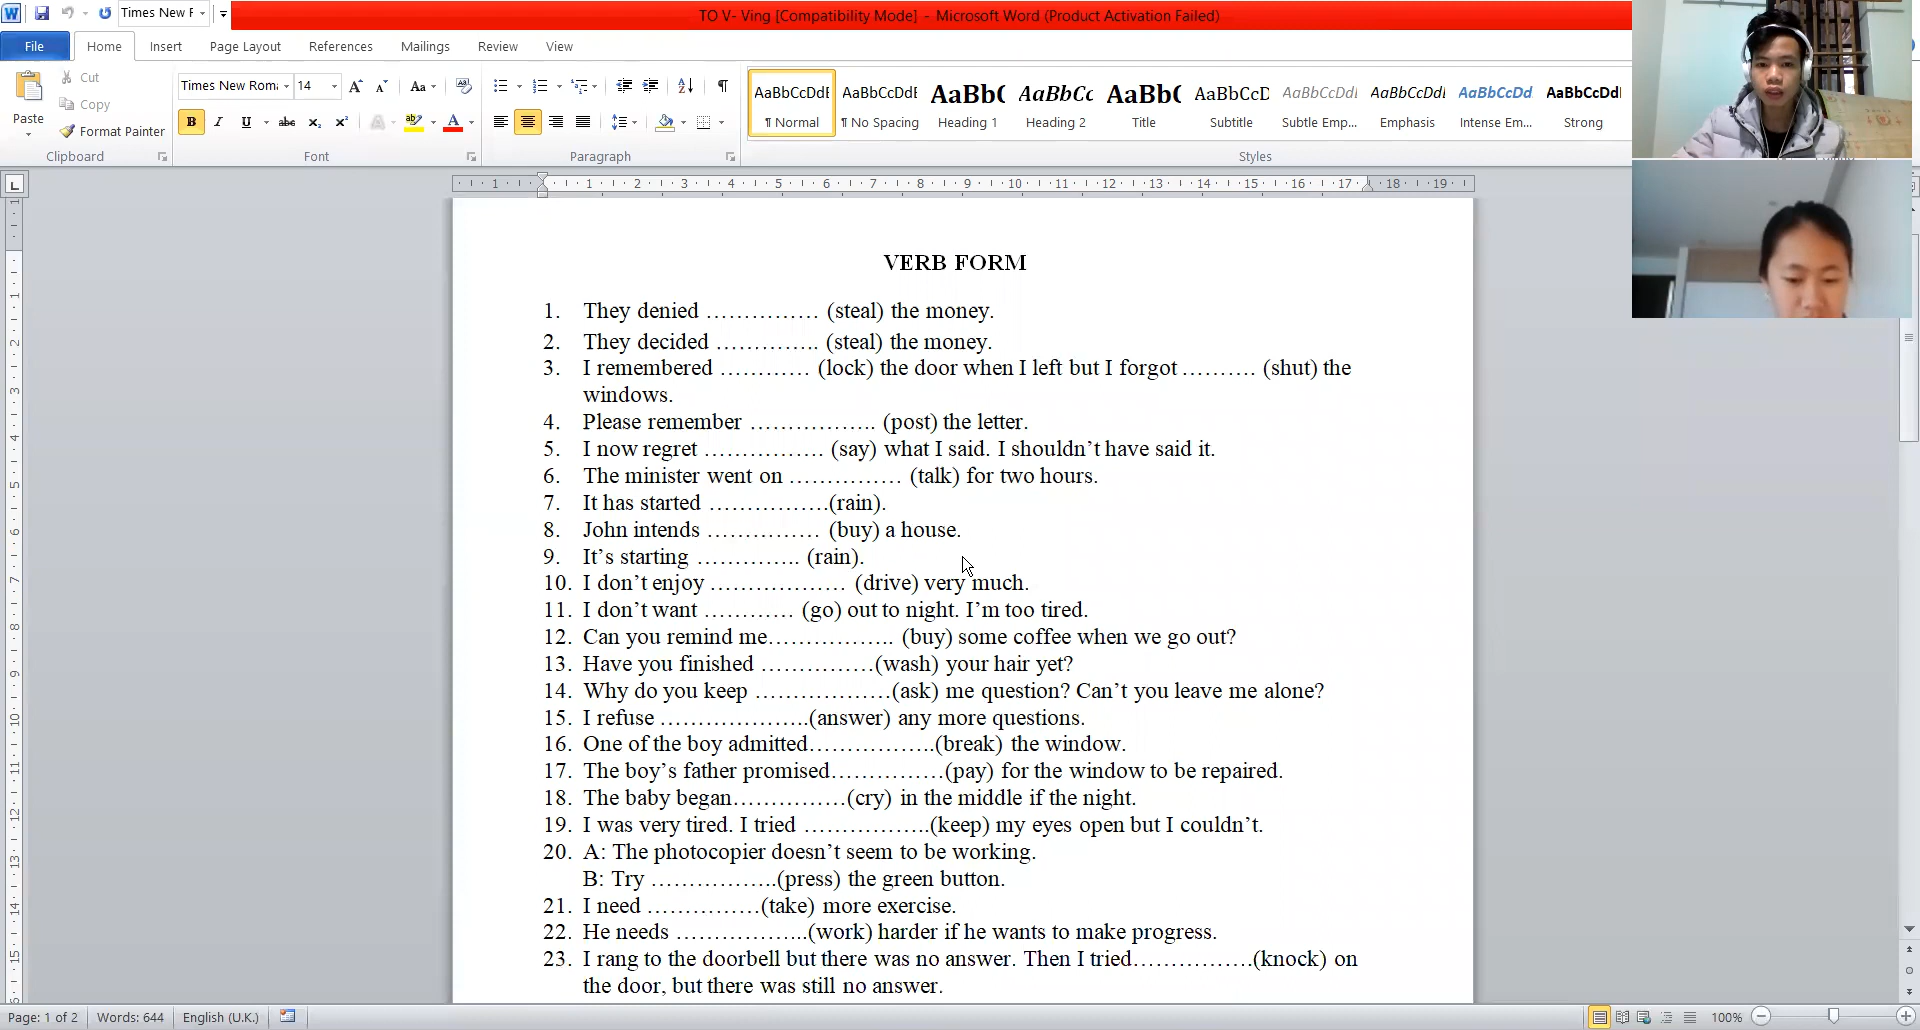 Times New F
TO V- Ving [Compatibility Mode] - Microsoft Word (Product Activation Failed)
File Home Insert Page Layout References Mailings Review View
Paste
Cut
Copy
Format Painter
Clipboard
Times New Roma 14
Font
Paragraph
AaBbCcDdE AaBbCcDdE AaBbC AaBbCc AaBbC AaBbCcD AaBbCcDdI AaBbCcDdI AaBbCcDd AaBbCcDdI
¶ Normal ¶ No Spacing Heading 1 Heading 2 Title Subtitle Subtle Emp... Emphasis Intense Em... Strong
Styles
VERB FORM
1. They denied …………… (steal) the money.
2. They decided ………….. (steal) the money.
3. I remembered ………… (lock) the door when I left but I forgot ………. (shut) the
windows.
4. Please remember …………….. (post) the letter.
5. I now regret ……………. (say) what I said. I shouldn’t have said it.
6. The minister went on …………… (talk) for two hours.
7. It has started …………….(rain).
8. John intends …………… (buy) a house.
9. It’s starting ………….. (rain).
10. I don’t enjoy ……………… (drive) very much.
11. I don’t want ………… (go) out to night. I’m too tired.
12. Can you remind me…………….. (buy) some coffee when we go out?
13. Have you finished ……………(wash) your hair yet?
14. Why do you keep ………………(ask) me question? Can’t you leave me alone?
15. I refuse ………………..(answer) any more questions.
16. One of the boy admitted……………..(break) the window.
17. The boy’s father promised……………(pay) for the window to be repaired.
18. The baby began……………(cry) in the middle if the night.
19. I was very tired. I tried ……………..(keep) my eyes open but I couldn’t.
20. A: The photocopier doesn’t seem to be working.
B: Try ……………..(press) the green button.
21. I need ……………(take) more exercise.
22. He needs ……………..(work) harder if he wants to make progress.
23. I rang to the doorbell but there was no answer. Then I tried…………….(knock) on
the door, but there was still no answer.
Page: 1 of 2 Words: 644 English (U.K.) 100%